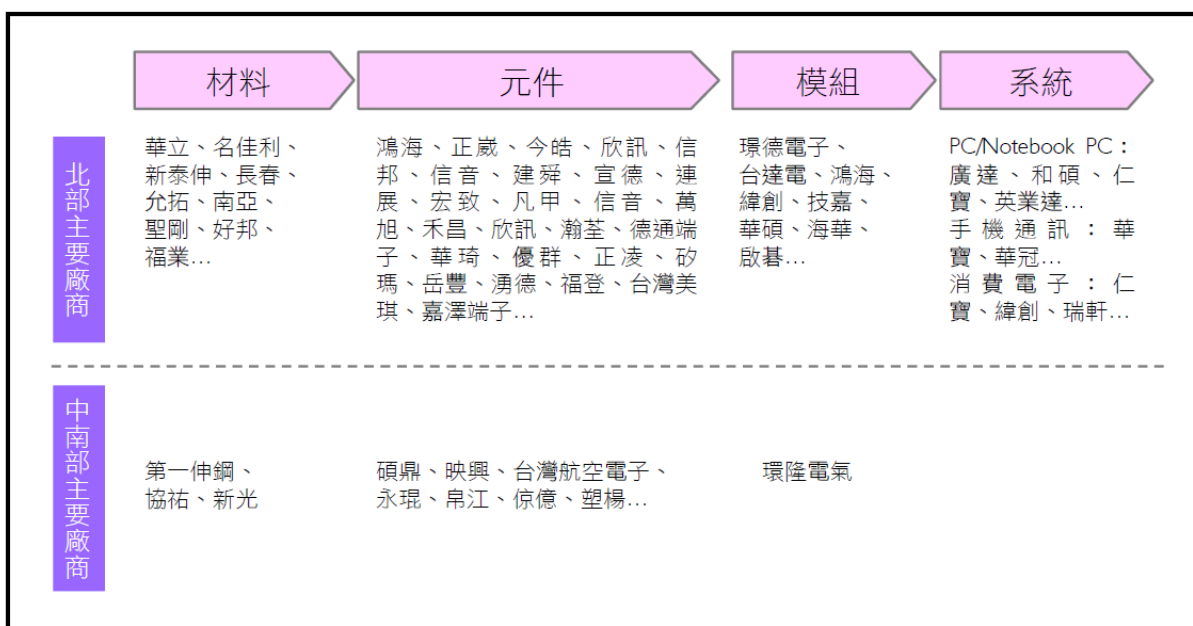 材料
元件
模組
系統
北部主要廠商
華立、名佳利、
新泰伸、長春、
允拓、南亞、
聖剛、好邦、
福業…
鴻海、正崴、今皓、欣訊、信
邦、信音、建舜、宣德、連
展、宏致、凡甲、信音、萬
旭、禾昌、欣訊、瀚荃、德通端
子、華琦、優群、正凌、矽
瑪、岳豐、湧德、福登、台灣美
琪、嘉澤端子…
璟德電子、
台達電、鴻海、
緯創、技嘉、
華碩、海華、
啟碁…
PC/Notebook PC：
廣達、和碩、仁
寶、英業達…
手機通訊：華
寶、華冠…
消費電子：仁
寶、緯創、瑞軒…
中南部主要廠商
第一伸鋼、
協祐、新光
碩鼎、映興、台灣航空電子、
永琨、帛江、倞億、塑楊…
環隆電氣